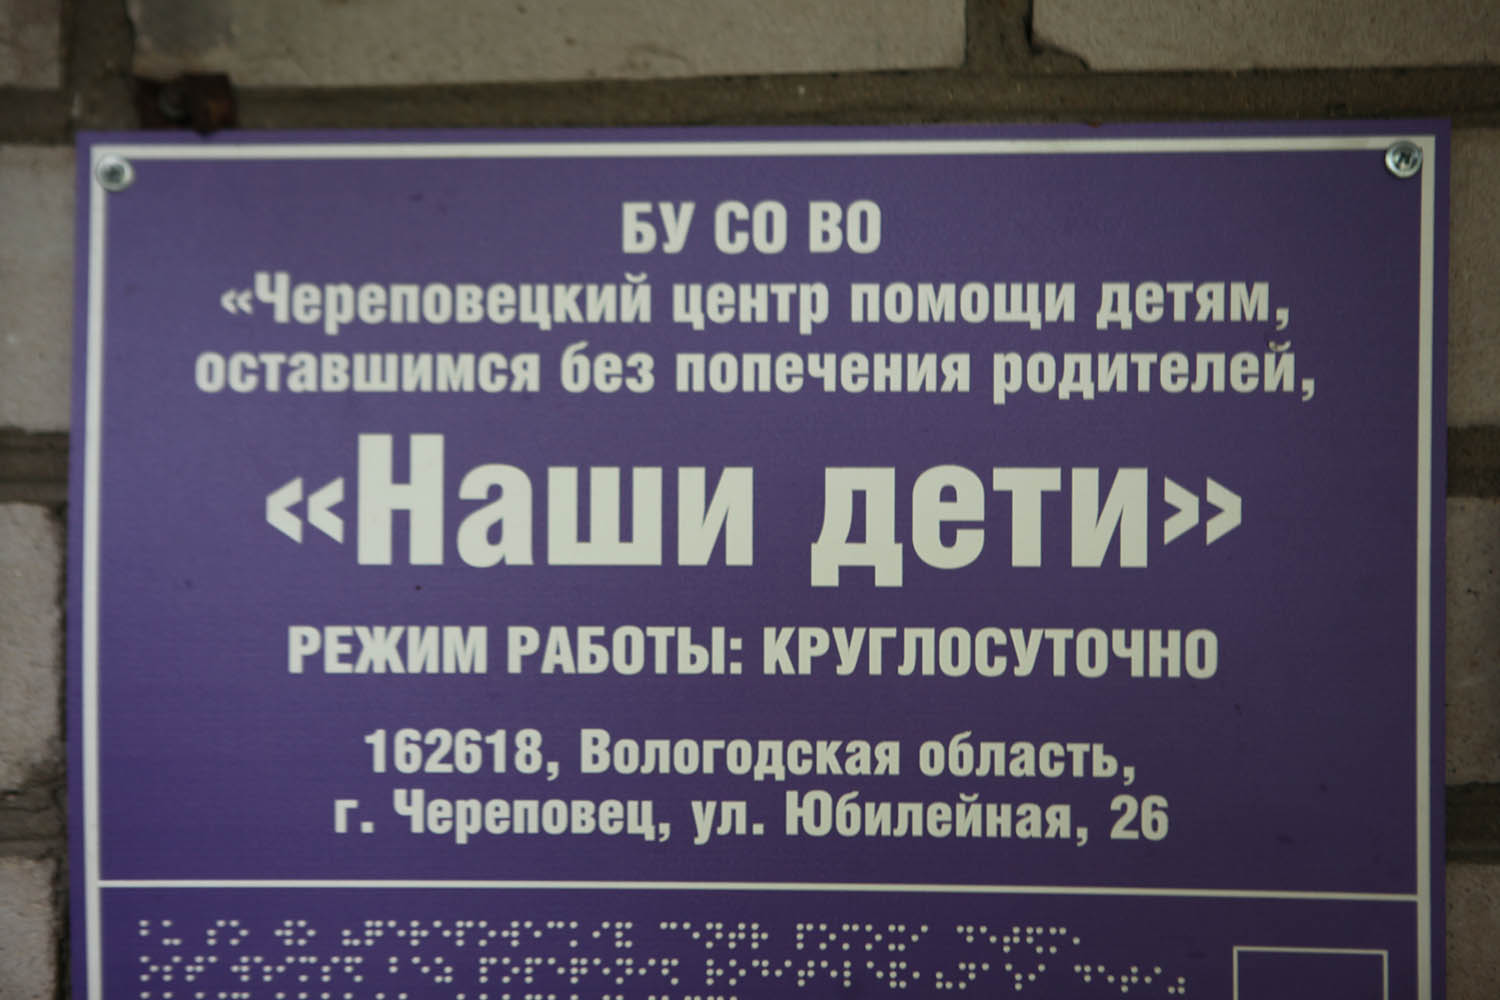 БУ СО ВО
«Череповецкий центр помощи детям,
оставшимся без попечения родителей,
«Наши дети»
РЕЖИМ РАБОТЫ: КРУГЛОСУТОЧНО
162618, Вологодская область,
г. Череповец, ул. Юбилейная, 26